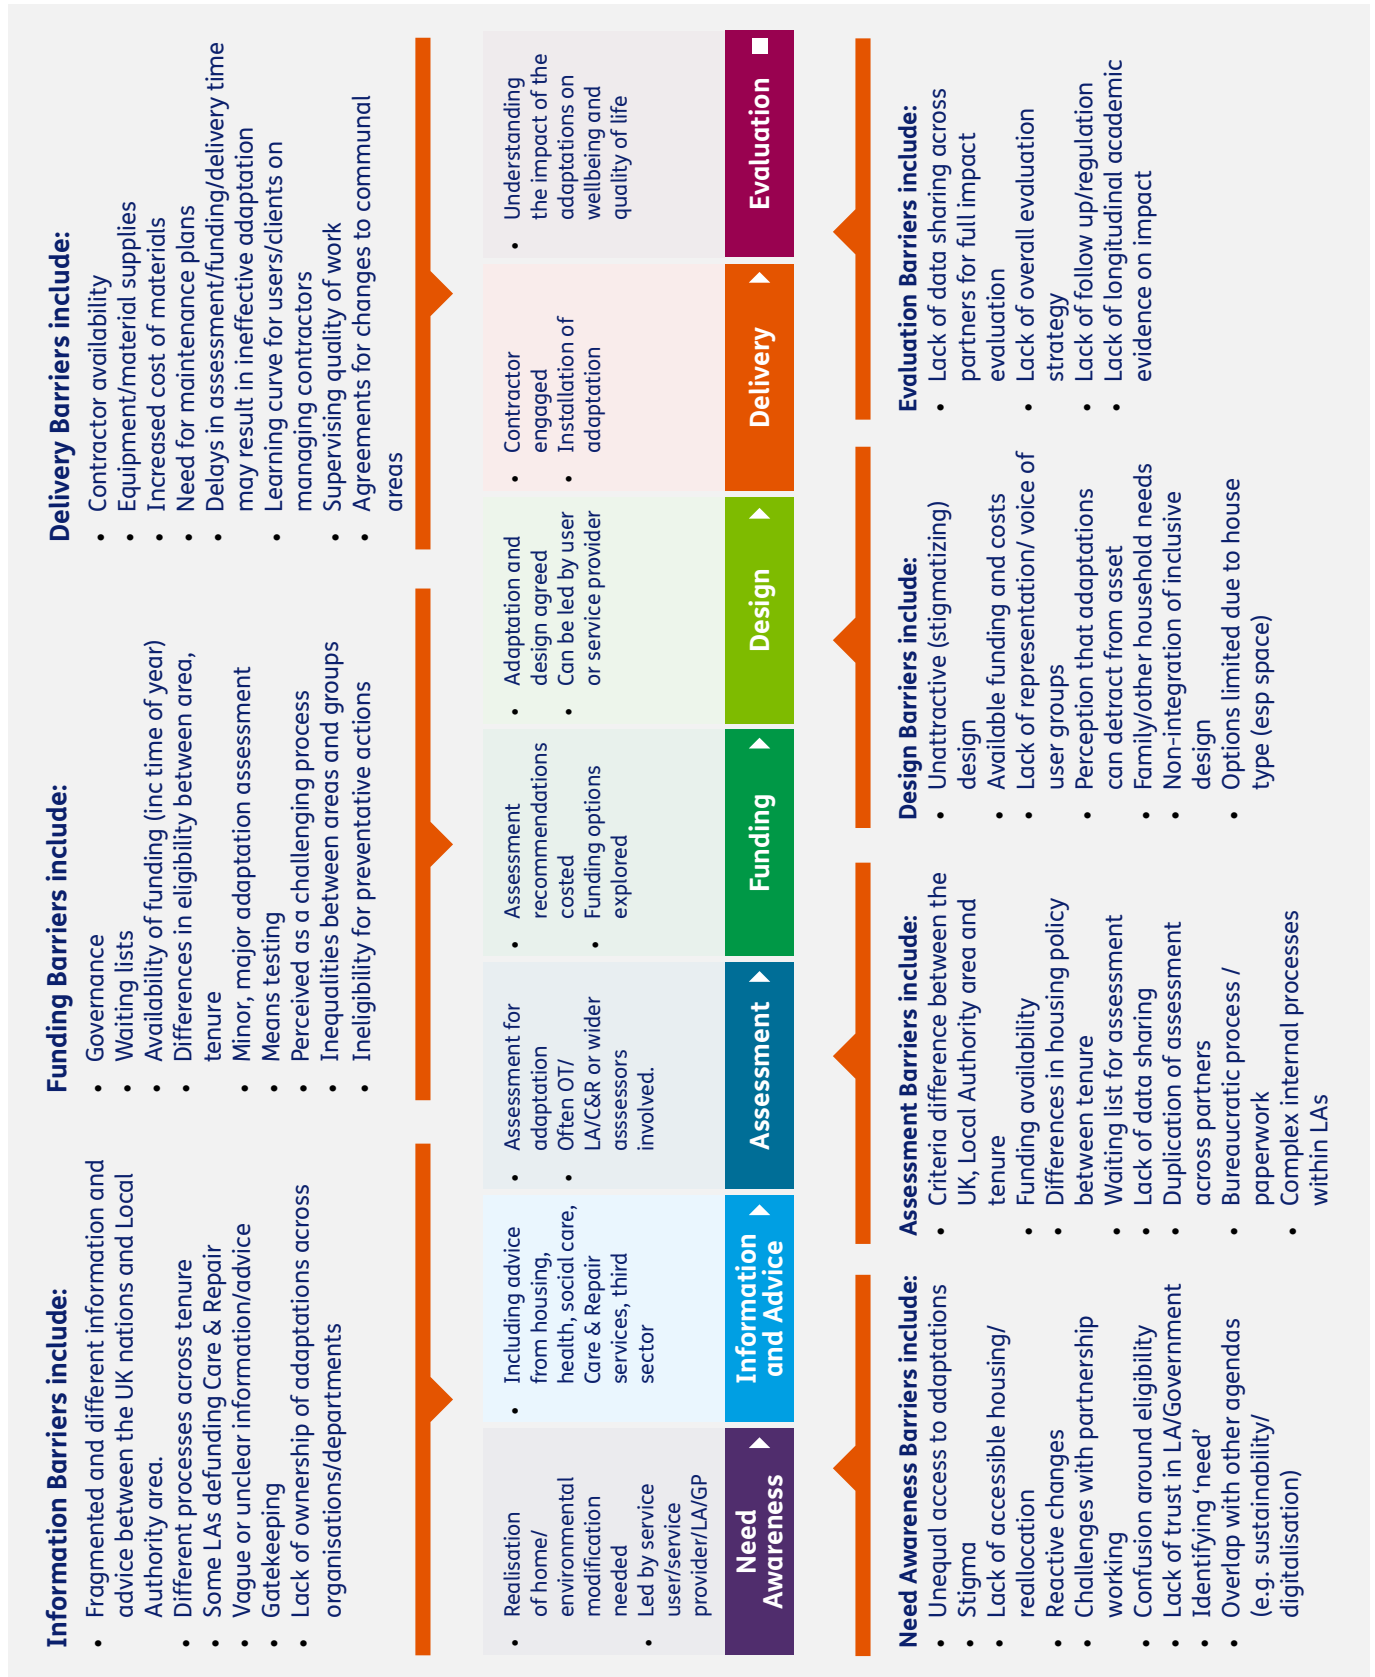 Information Barriers include:
• Fragmented and different information and
advice between the UK nations and Local
Authority area.
• Different processes across tenure
• Some LAs defunding Care & Repair
• Vague or unclear information/advice
• Gatekeeping
• Lack of ownership of adaptations across
organisations/departments
Funding Barriers include:
• Governance
• Waiting lists
• Availability of funding (inc time of year)
• Differences in eligibility between area,
tenure
• Minor, major adaptation assessment
• Means testing
• Perceived as a challenging process
• Inequalities between areas and groups
• Ineligibility for preventative actions
Delivery Barriers include:
• Contractor availability
• Equipment/material supplies
• Increased cost of materials
• Need for maintenance plans
• Delays in assessment/funding/delivery time
may result in ineffective adaptation
• Learning curve for users/clients on
managing contractors
• Supervising quality of work
• Agreements for changes to communal
areas
• Realisation
of home/
environmental
modification
needed
• Led by service
user/service
provider/LA/GP
Need
Awareness
• Including advice
from housing,
health, social care,
Care & Repair
services, third
sector
Information
and Advice
• Assessment for
adaptation
• Often OT/
LA/C&R or wider
asssessors
involved.
Assessment
• Assessment
recommendations
costed
• Funding options
explored
Funding
• Adaptation and
design agreed
• Can be led by user
or service provider
Design
• Contractor
engaged
• Installation of
adaptation
Delivery
• Understanding
the impact of the
adaptations on
wellbeing and
quality of life
Evaluation
Need Awareness Barriers include:
• Unequal access to adaptations
• Stigma
• Lack of accessible housing/
reallocation
• Reactive changes
• Challenges with partnership
working
• Confusion around eligibility
• Lack of trust in LA/Government
• Identifying ‘need’
• Overlap with other agendas
(e.g. sustainability/
digitalisation)
Assessment Barriers include:
• Criteria difference between the
UK, Local Authority area and
tenure
• Funding availability
• Differences in housing policy
between tenure
• Waiting list for assessment
• Lack of data sharing
• Duplication of assessment
across partners
• Bureaucratic process /
paperwork
• Complex internal processes
within LAs
Design Barriers include:
• Unattractive (stigmatizing)
design
• Available funding and costs
• Lack of representation/ voice of
user groups
• Perception that adaptations
can detract from asset
• Family/other household needs
• Non-integration of inclusive
design
• Options limited due to house
type (esp space)
Evaluation Barriers include:
• Lack of data sharing across
partners for full impact
evaluation
• Lack of overall evaluation
strategy
• Lack of follow up/regulation
• Lack of longitudinal academic
evidence on impact